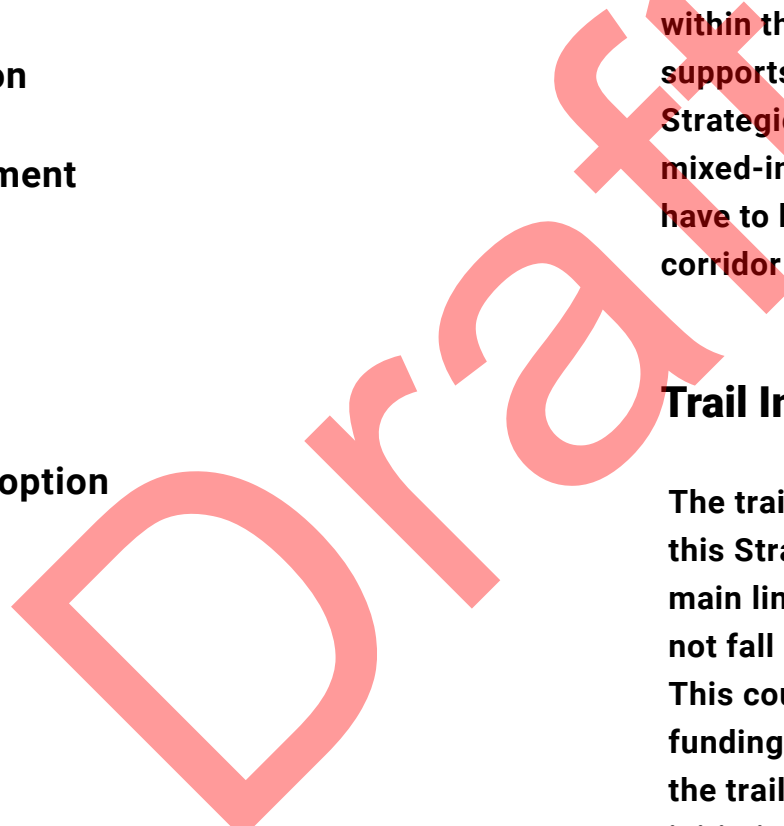 on
ment
option
within th
supports
Strategi
mixed-in
have to
corridor
Trail In
The trai
this Stra
main lin
not fall
This cou
funding
the trail
Draft